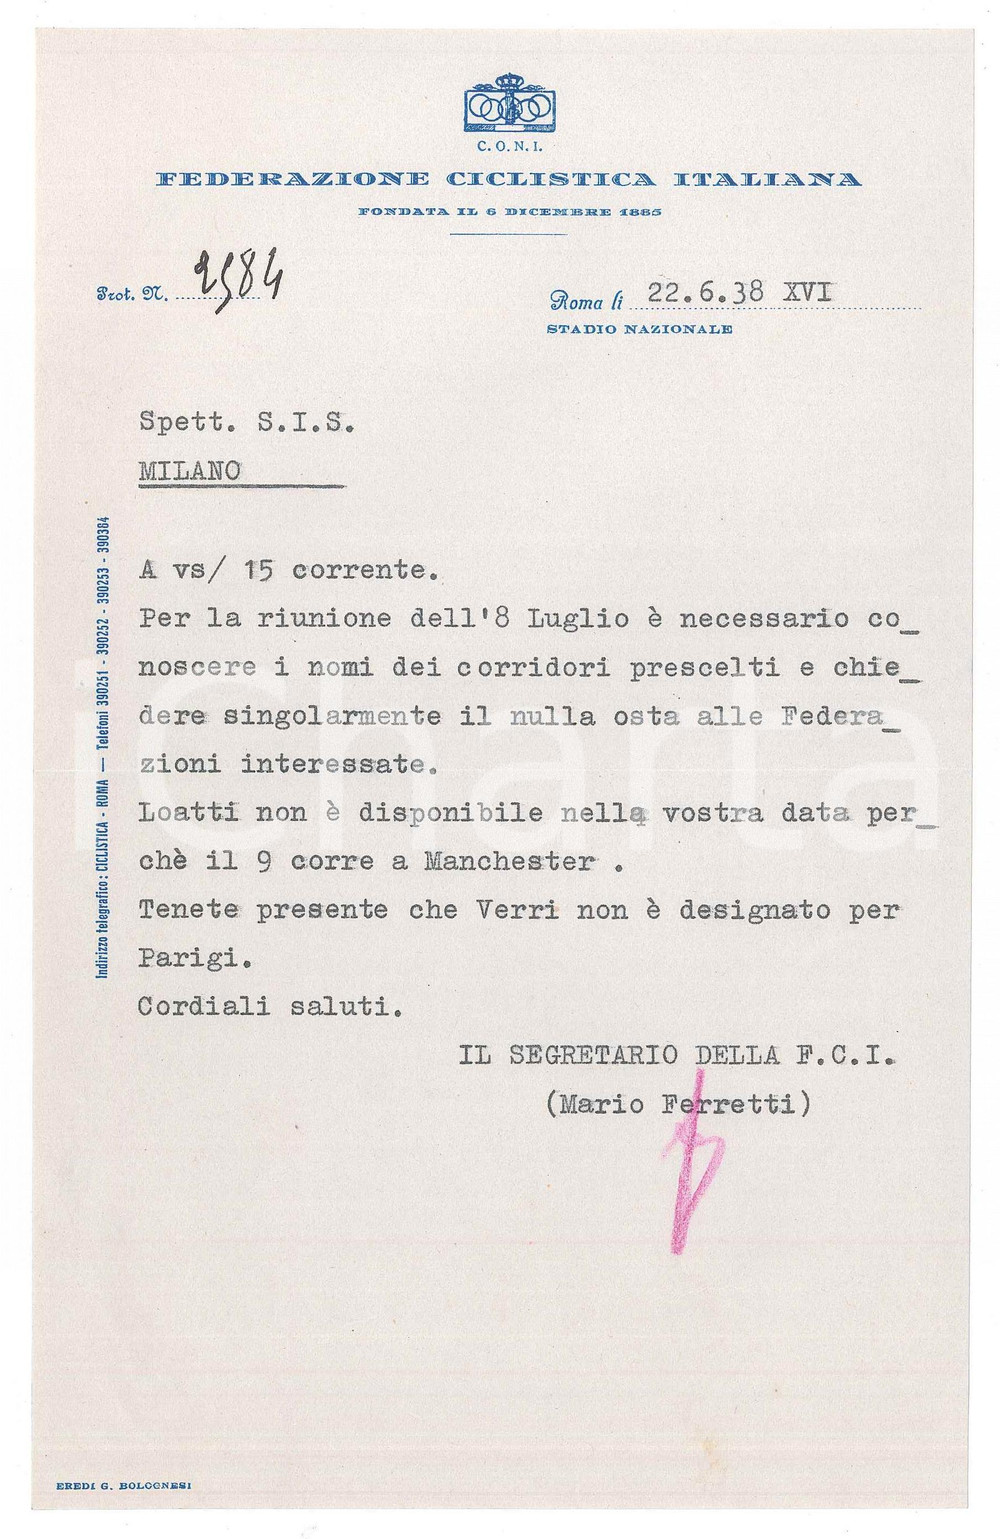 C.O.N.I.
FEDERAZIONE CICLISTICA ITALIANA
FONDATA IL 6 DICEMBRE 1885
Prot. N. 2984
Roma li 22.6.38 XVI
STADIO NAZIONALE
Spett. S.I.S.
MILANO
A vs/ 15 corrente.
Per la riunione dell'8 Luglio è necessario co_
noscere i nomi dei corridori prescelti e chie_
dere singolarmente il nulla osta alle Federa_
zioni interessate.
Loatti non è disponibile nella vostra data per_
chè il 9 corre a Manchester .
Tenete presente che Verri non è designato per
Parigi.
Cordiali saluti.
IL SEGRETARIO DELLA F.C.I.
(Mario Ferretti)
Indirizzo telegrafico: CICLISTICA - ROMA — Telefoni 390251 - 390252 - 390253 - 390384
EREDI G. BOLOGNESI
iCharta